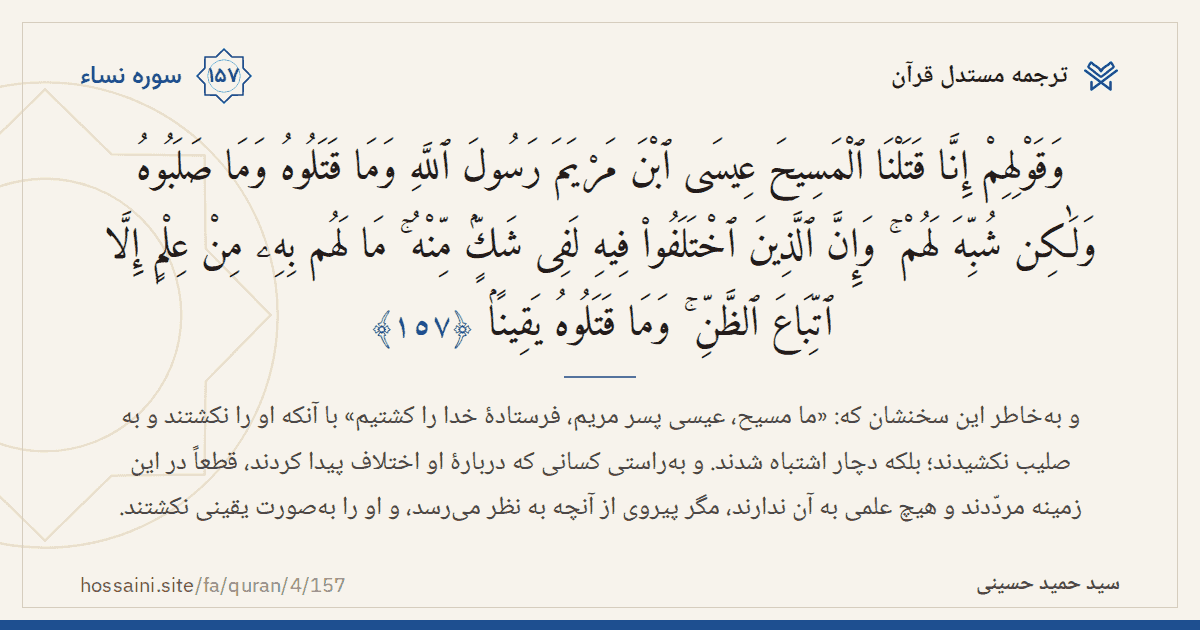 ترجمه مستدل قرآن
۱۵۷ سوره نساء
وَقَوْلِهِمْ إِنَّا قَتَلْنَا ٱلْمَسِيحَ عِيسَى ٱبْنَ مَرْيَمَ رَسُولَ ٱللَّهِ وَمَا قَتَلُوهُ وَمَا صَلَبُوهُ
وَلَـٰكِن شُبِّهَ لَهُمْ ۚ وَإِنَّ ٱلَّذِينَ ٱخْتَلَفُوا۟ فِيهِ لَفِى شَكٍّۢ مِّنْهُ ۚ مَا لَهُم بِهِۦ مِنْ عِلْمٍ إِلَّا
ٱتِّبَاعَ ٱلظَّنِّ ۚ وَمَا قَتَلُوهُ يَقِينًۢا ﴿١٥٧﴾
و به‌خاطر این سخنشان که: «ما مسیح، عیسی پسر مریم، فرستادهٔ خدا را کشتیم» با آنکه او را نکشتند و به
صلیب نکشیدند؛ بلکه دچار اشتباه شدند. و به‌راستی کسانی که دربارهٔ او اختلاف پیدا کردند، قطعاً در این
زمینه مردّدند و هیچ علمی به آن ندارند، مگر پیروی از آنچه به نظر می‌رسد، و او را به‌صورت یقینی نکشتند.
سید حمید حسینی
hossaini.site/fa/quran/4/157